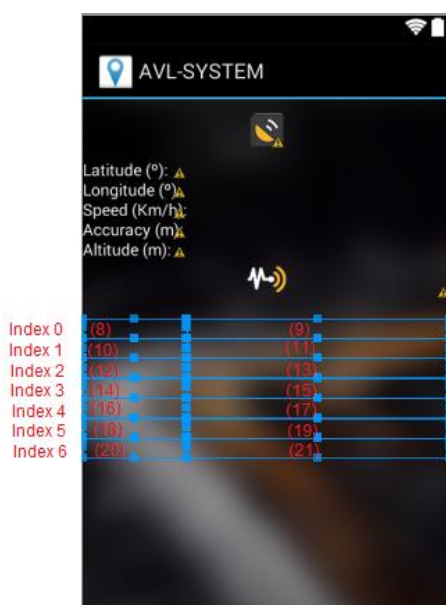 AVL-SYSTEM
Latitude (º):
Longitude (º)
Speed (Km/h):
Accuracy (m):
Altitude (m):
Index 0 (8) (9)
Index 1 (10) (11)
Index 2 (12) (13)
Index 3 (14) (15)
Index 4 (16) (17)
Index 5 (18) (19)
Index 6 (20) (21)